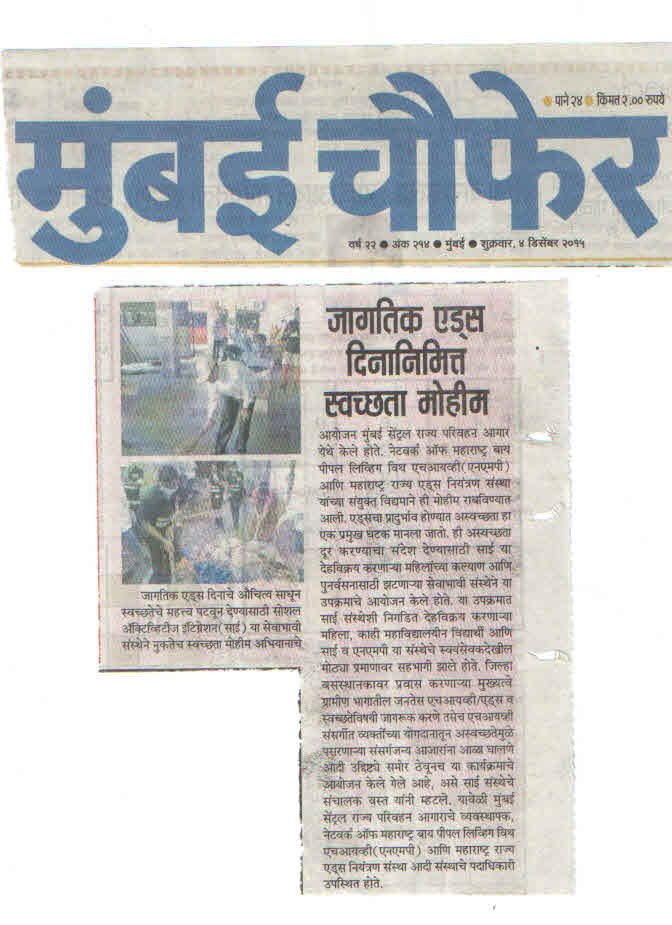 पाने २४ किंमत २.०० रुपये
मुंबई चौफेर
वर्ष २२ ● अंक २१४ ● मुंबई ● शुक्रवार, ४ डिसेंबर २०१५
जागतिक एड्स
दिनानिमित्त
स्वच्छता मोहीम
जागतिक एड्स दिनाचे औचित्य साधून
स्वच्छतेचे महत्त्व पटवून देण्यासाठी सोशल
ॲक्टिव्हिटीज इंटिग्रेशन(साई) या सेवाभावी
संस्थेने नुकतेच स्वच्छता मोहीम अभियानाचे
आयोजन मुंबई सेंट्रल राज्य परिवहन आगार
येथे केले होते. नेटवर्क ऑफ महाराष्ट्र बाय
पीपल लिव्हिंग विथ एचआयव्ही(एनएमपी)
आणि महाराष्ट्र राज्य एड्स नियंत्रण संस्था
यांच्या संयुक्त विद्यमाने ही मोहीम राबविण्यात
आली. एड्सचा प्रादुर्भाव होण्यात अस्वच्छता हा
एक प्रमुख घटक मानला जातो. ही अस्वच्छता
दूर करण्याचा संदेश देण्यासाठी साई या
देहविक्रय करणाऱ्या महिलांच्या कल्याण आणि
पुनर्वसनासाठी झटणाऱ्या सेवाभावी संस्थेने या
उपक्रमाचे आयोजन केले होते. या उपक्रमात
साई संस्थेशी निगडित देहविक्रय करणाऱ्या
महिला, काही महाविद्यालयीन विद्यार्थी आणि
साई व एनएमपी या संस्थेचे स्वयंसेवकदेखील
मोठ्या प्रमाणावर सहभागी झाले होते. जिल्हा
बसस्थानकावर प्रवास करणाऱ्या मुख्यत्वे
ग्रामीण भागातील जनतेस एचआयव्ही/एड्स व
स्वच्छतेविषयी जागरूक करणे तसेच एचआयव्ही
संसर्गीत व्यक्तींच्या योगदानातून अस्वच्छतेमुळे
पसरणाऱ्या संसर्गजन्य आजारांना आळा घालणे
आदी उद्दिष्ट्ये समोर ठेवूनच या कार्यक्रमाचे
आयोजन केले गेले आहे, असे साई संस्थेचे
संचालक वस्त यांनी म्हटले. यावेळी मुंबई
सेंट्रल राज्य परिवहन आगाराचे व्यवस्थापक,
नेटवर्क ऑफ महाराष्ट्र बाय पीपल लिव्हिंग विथ
एचआयव्ही(एनएमपी) आणि महाराष्ट्र राज्य
एड्स नियंत्रण संस्था आदी संस्थाचे पदाधिकारी
उपस्थित होते.